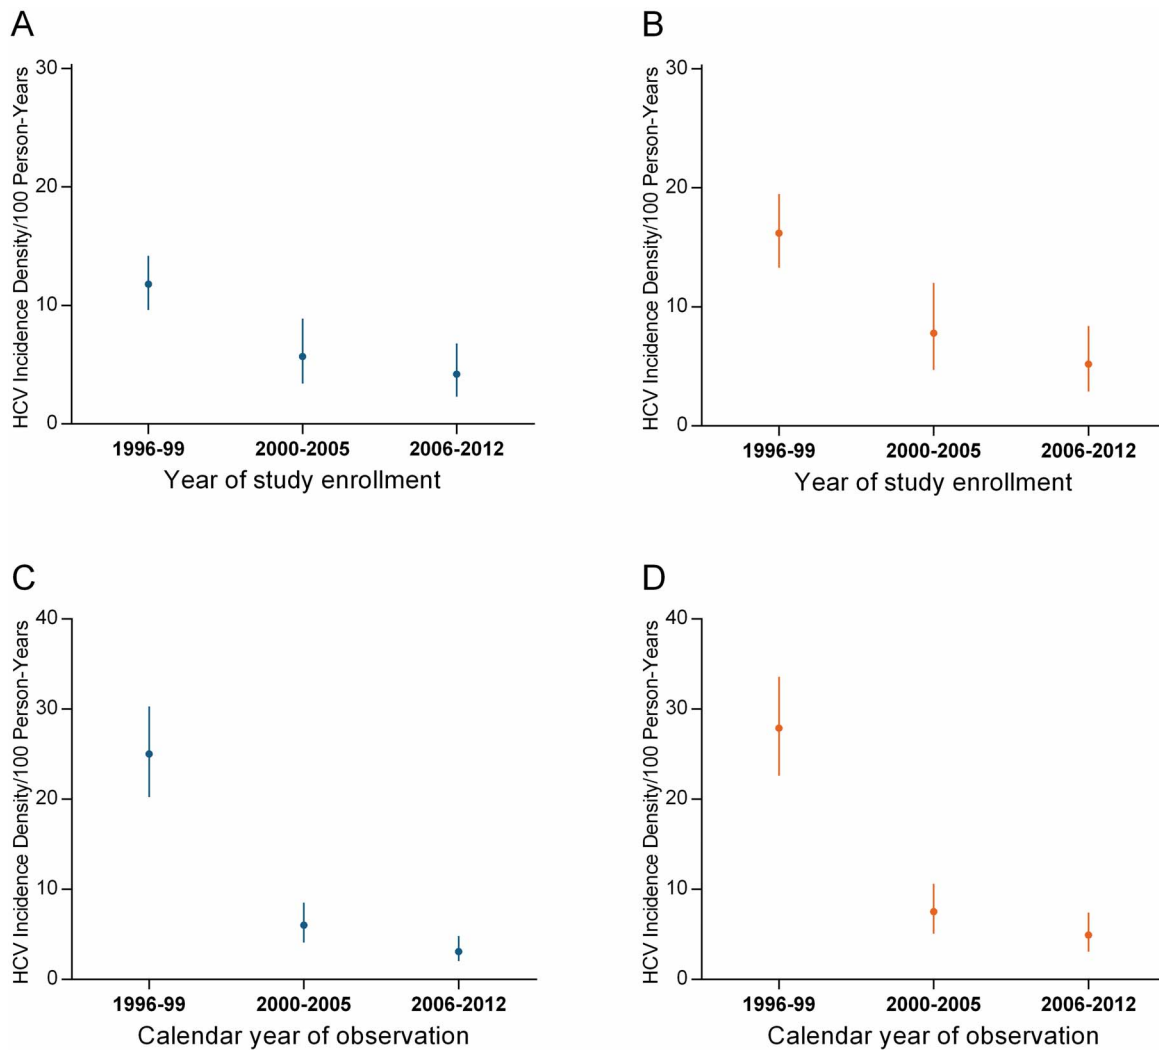 A
HCV Incidence Density/100 Person-Years
30
20
10
0
1996-99 2000-2005 2006-2012
Year of study enrollment
B
HCV Incidence Density/100 Person-Years
30
20
10
0
1996-99 2000-2005 2006-2012
Year of study enrollment
C
HCV Incidence Density/100 Person-Years
40
30
20
10
0
1996-99 2000-2005 2006-2012
Calendar year of observation
D
HCV Incidence Density/100 Person-Years
40
30
20
10
0
1996-99 2000-2005 2006-2012
Calendar year of observation